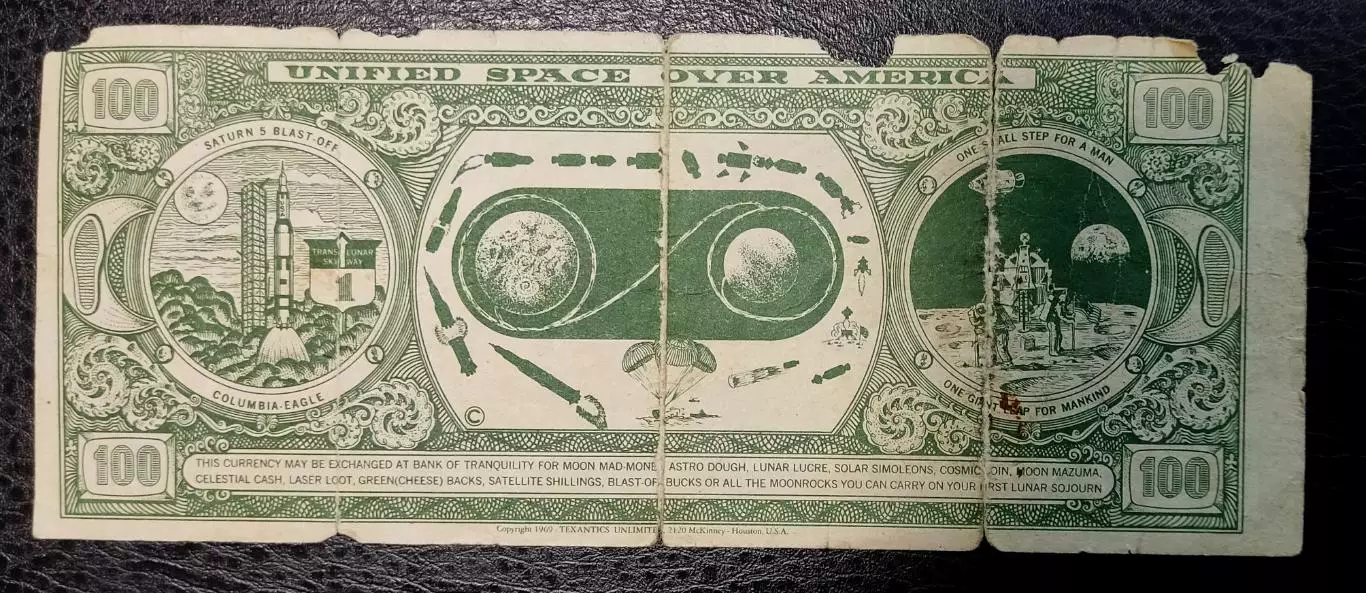 UNIFIED SPACE OVER AMERICA
100
100
SATURN 5 BLAST-OFF
TRANS LUNAR
SKY WAY
1
COLUMBIA-EAGLE
ONE SMALL STEP FOR A MAN
ONE GIANT LEAP FOR MANKIND
©
100
100
THIS CURRENCY MAY BE EXCHANGED AT BANK OF TRANQUILITY FOR MOON MAD-MONEY, ASTRO DOUGH, LUNAR LUCRE, SOLAR SIMOLEONS, COSMIC COIN, MOON MAZUMA,
CELESTIAL CASH, LASER LOOT, GREEN(CHEESE) BACKS, SATELLITE SHILLINGS, BLAST-OFF BUCKS OR ALL THE MOONROCKS YOU CAN CARRY ON YOUR FIRST LUNAR SOJOURN
Copyright 1969 - TEXANTICS UNLIMITED 2120 McKinney - Houston, U.S.A.